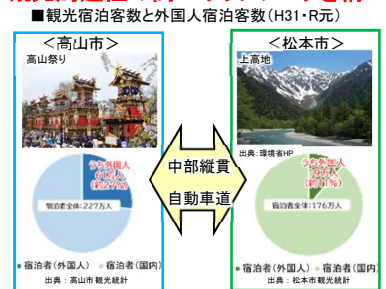 ■観光宿泊客数と外国人宿泊客数(H31・R元)
<高山市>
高山祭り
うち外国人
61万人
(約27%)
宿泊者全体:227万人
■宿泊者(外国人) ■宿泊者(国内)
出典:高山市観光統計
中部縦貫
自動車道
<松本市>
上高地
出典:環境省HP
うち外国人
19万人
(約11%)
宿泊者全体:176万人
■宿泊者(外国人) ■宿泊者(国内)
出典:松本市観光統計